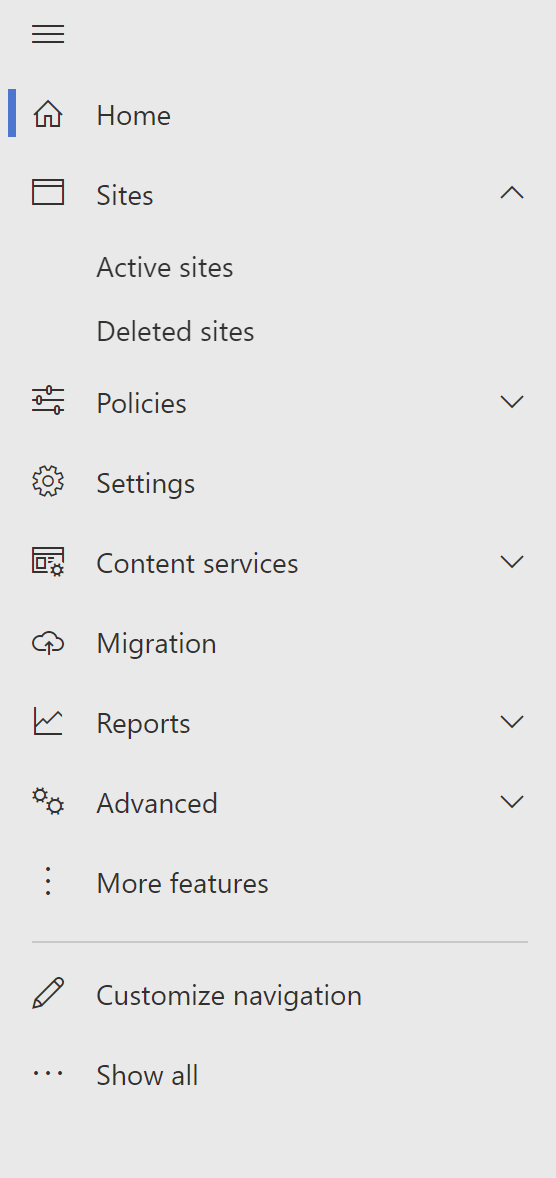 Home
Sites
Active sites
Deleted sites
Policies
Settings
Content services
Migration
Reports
Advanced
More features
Customize navigation
Show all